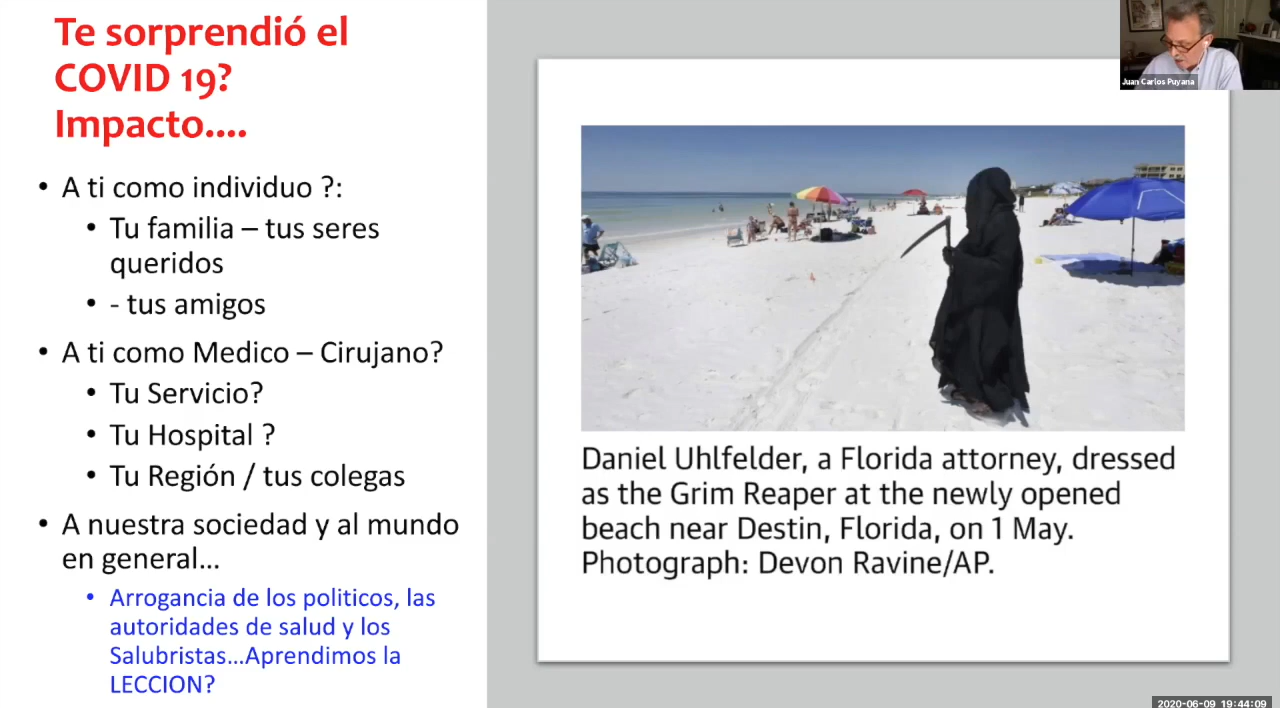 Te sorprendió el
COVID 19?
Impacto....
• A ti como individuo ?:
• Tu familia – tus seres
queridos
• - tus amigos
• A ti como Medico – Cirujano?
• Tu Servicio?
• Tu Hospital ?
• Tu Región / tus colegas
• A nuestra sociedad y al mundo
en general...
• Arrogancia de los politicos, las
autoridades de salud y los
Salubristas...Aprendimos la
LECCION?
Daniel Uhlfelder, a Florida attorney, dressed
as the Grim Reaper at the newly opened
beach near Destin, Florida, on 1 May.
Photograph: Devon Ravine/AP.
Juan Carlos Puyana
2020-06-09 19:44:09